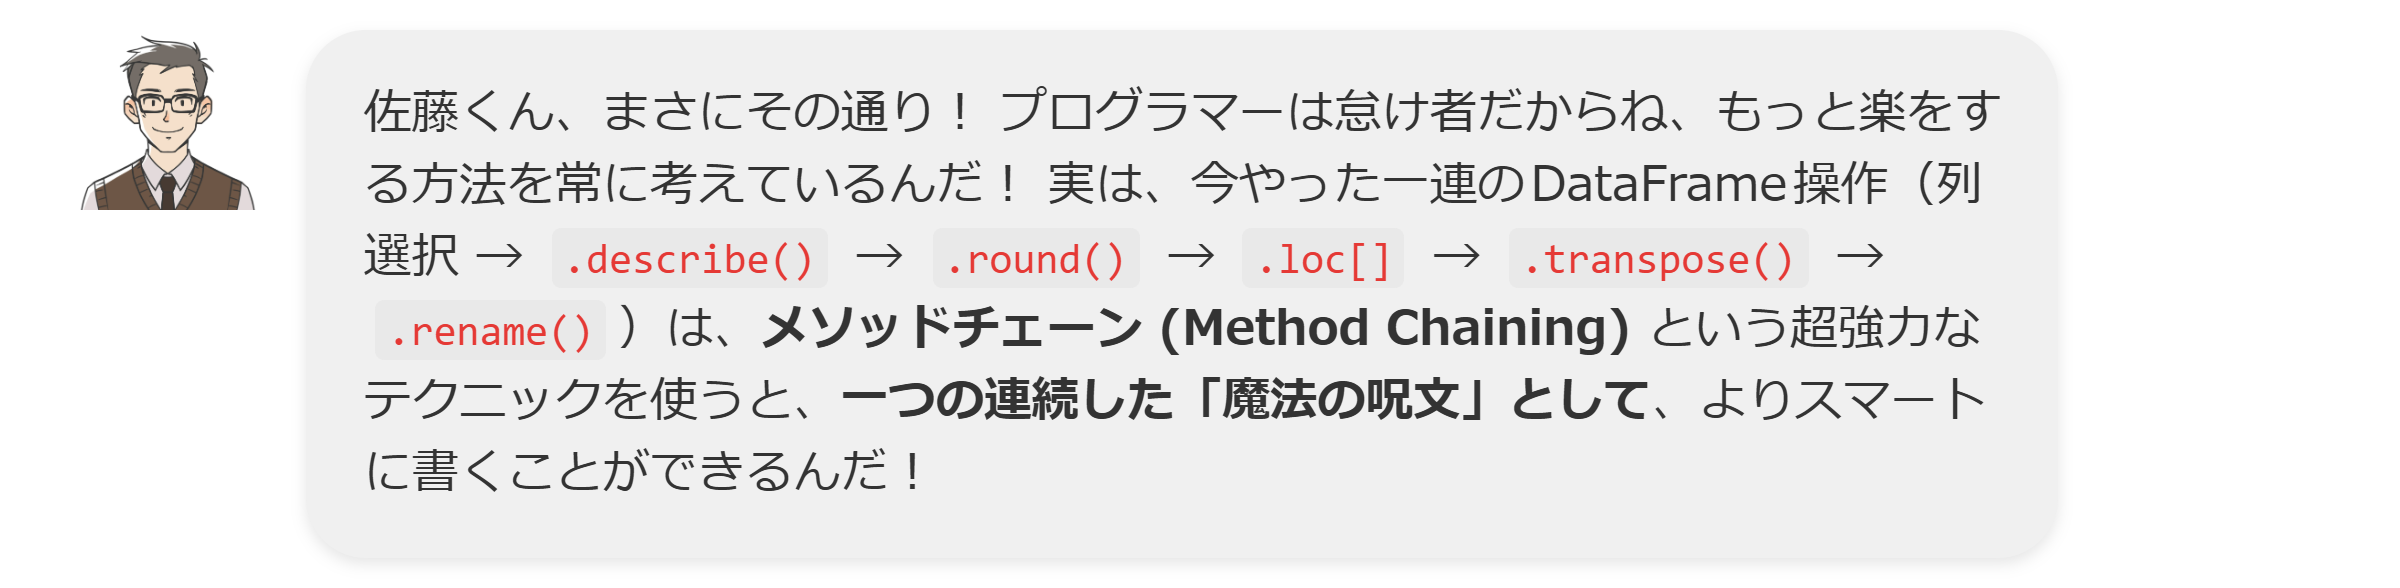 佐藤くん、まさにその通り！ プログラマーは怠け者だからね、もっと楽をす
る方法を常に考えているんだ！ 実は、今やった一連のDataFrame操作（列
選択 → .describe() → .round() → .loc[] → .transpose() →
.rename() ）は、メソッドチェーン (Method Chaining) という超強力な
テクニックを使うと、一つの連続した「魔法の呪文」として、よりスマート
に書くことができるんだ！